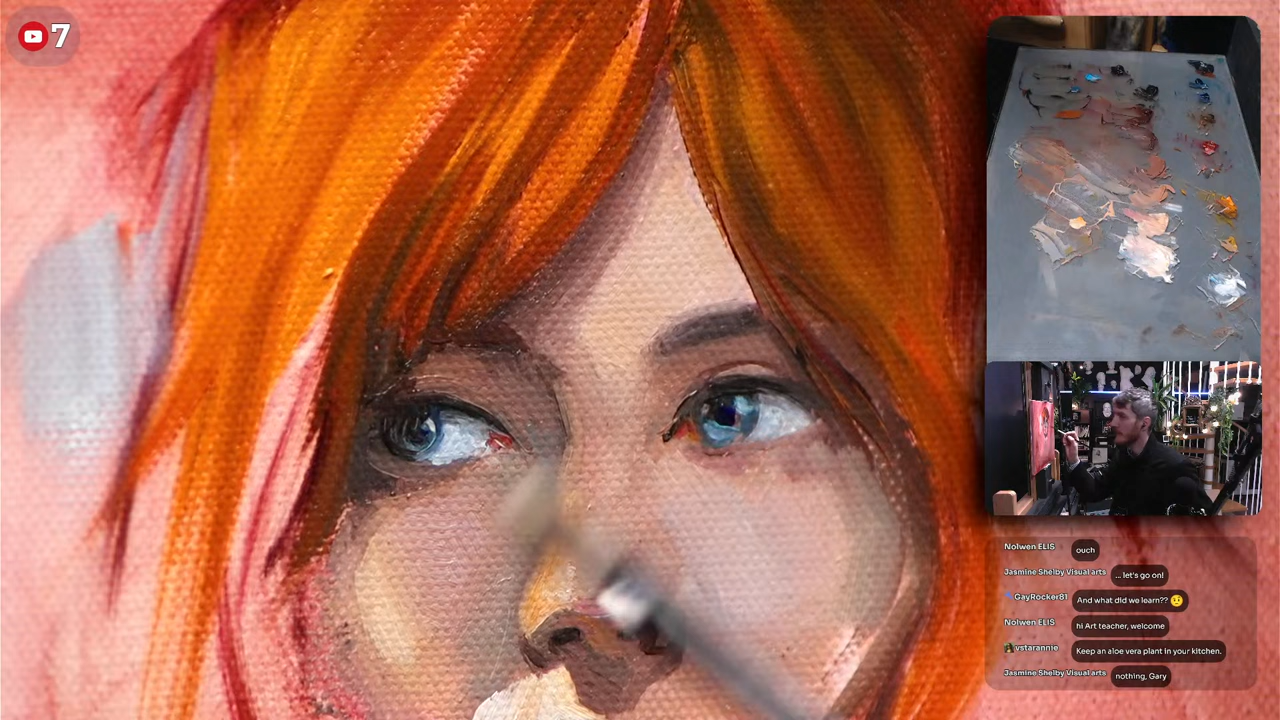 7
Nolwen ELIS ouch
Jasmine Shelby Visual arts ... let's go on!
GayRocker81 And what did we learn?? 🤨
Nolwen ELIS hi Art teacher, welcome
vstarannie Keep an aloe vera plant in your kitchen.
Jasmine Shelby Visual arts nothing, Gary